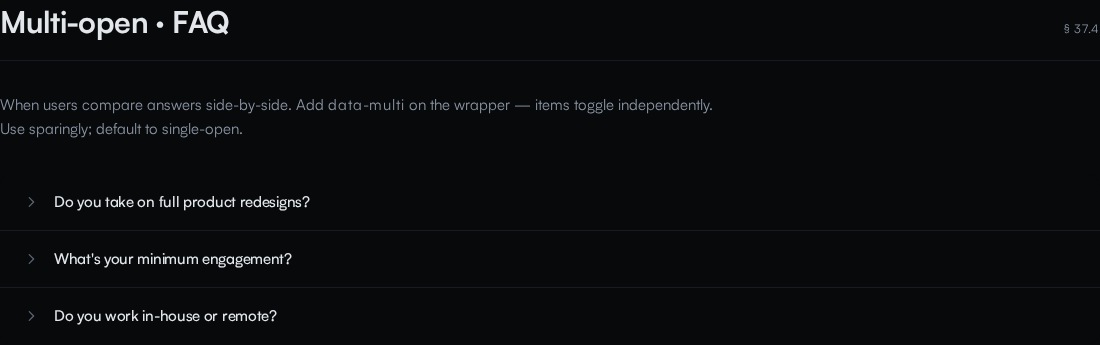 Multi-open • FAQ
§ 37.4
When users compare answers side-by-side. Add data-multi on the wrapper — items toggle independently.
Use sparingly; default to single-open.
Do you take on full product redesigns?
What's your minimum engagement?
Do you work in-house or remote?